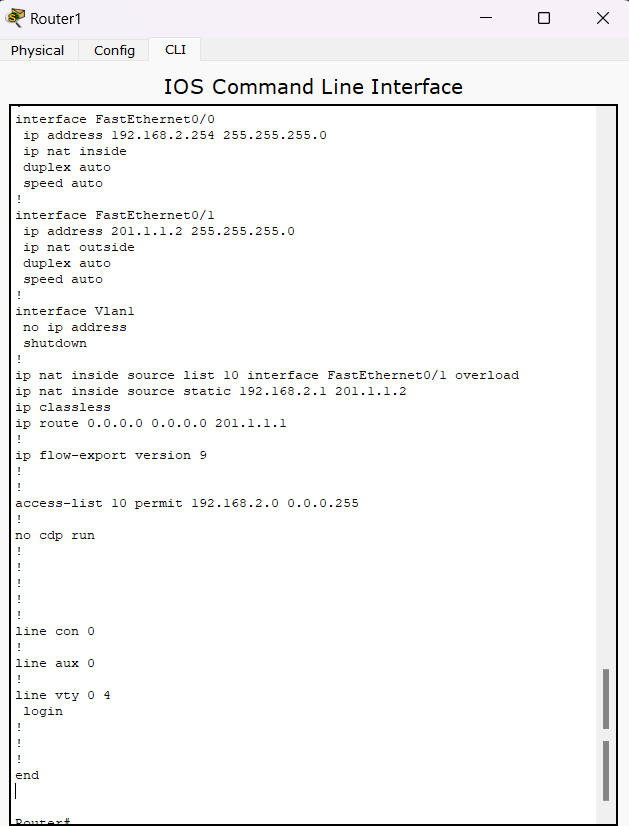 Router1
Physical Config CLI
IOS Command Line Interface
!
interface FastEthernet0/0
ip address 192.168.2.254 255.255.255.0
ip nat inside
duplex auto
speed auto
!
interface FastEthernet0/1
ip address 201.1.1.2 255.255.255.0
ip nat outside
duplex auto
speed auto
!
interface Vlan1
no ip address
shutdown
!
ip nat inside source list 10 interface FastEthernet0/1 overload
ip nat inside source static 192.168.2.1 201.1.1.2
ip classless
ip route 0.0.0.0 0.0.0.0 201.1.1.1
!
ip flow-export version 9
!
!
access-list 10 permit 192.168.2.0 0.0.0.255
!
no cdp run
!
!
!
!
!
line con 0
!
line aux 0
!
line vty 0 4
login
!
!
!
end
Router#